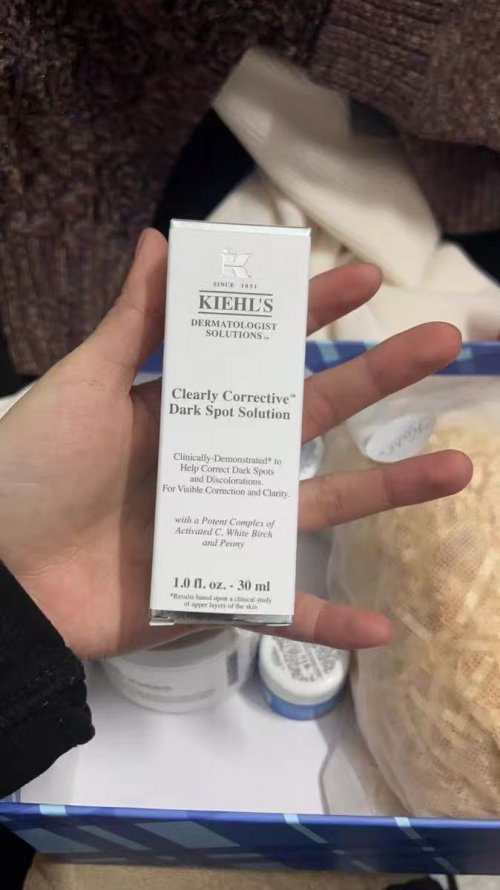 SINCE 1851
KIEHL'S
DERMATOLOGIST
SOLUTIONS™
Clearly Corrective™
Dark Spot Solution
Clinically-Demonstrated* to
Help Correct Dark Spots
and Discolorations.
For Visible Correction and Clarity.
with a Potent Complex of
Activated C, White Birch
and Peony
1.0 fl. oz. - 30 ml
*Results based upon a clinical study
of upper layers of the skin